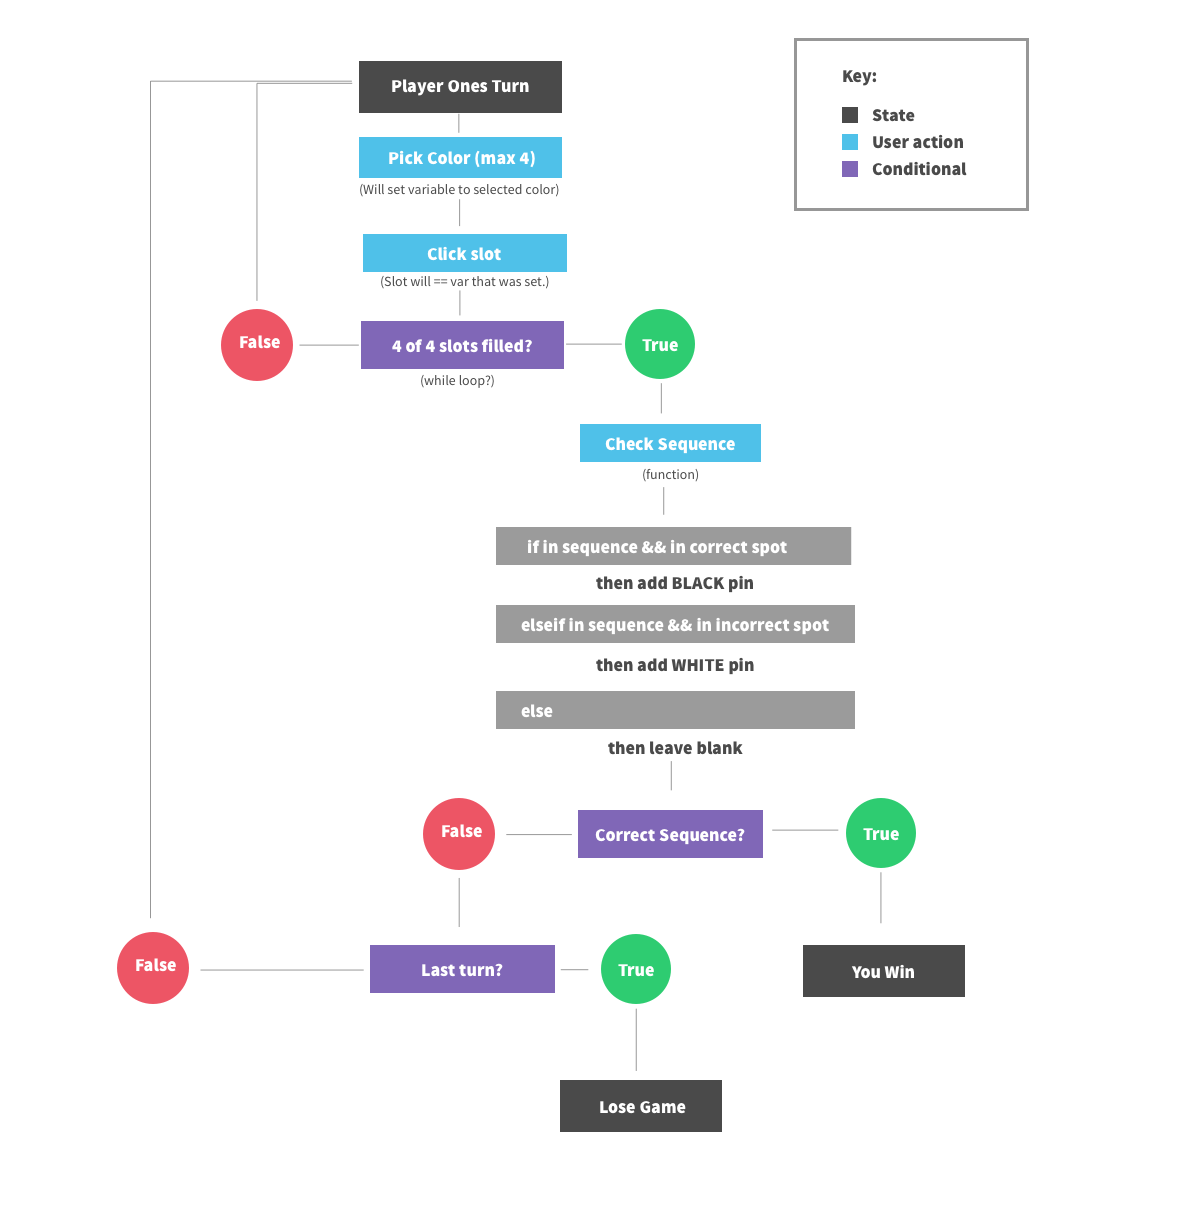 Player Ones Turn
Key:
State
User action
Conditional
Pick Color (max 4)
(Will set variable to selected color)
Click slot
(Slot will == var that was set.)
False
4 of 4 slots filled?
True
(while loop?)
Check Sequence
(function)
if in sequence && in correct spot
then add BLACK pin
elseif in sequence && in incorrect spot
then add WHITE pin
else
then leave blank
False
Correct Sequence?
True
False
Last turn?
True
You Win
Lose Game